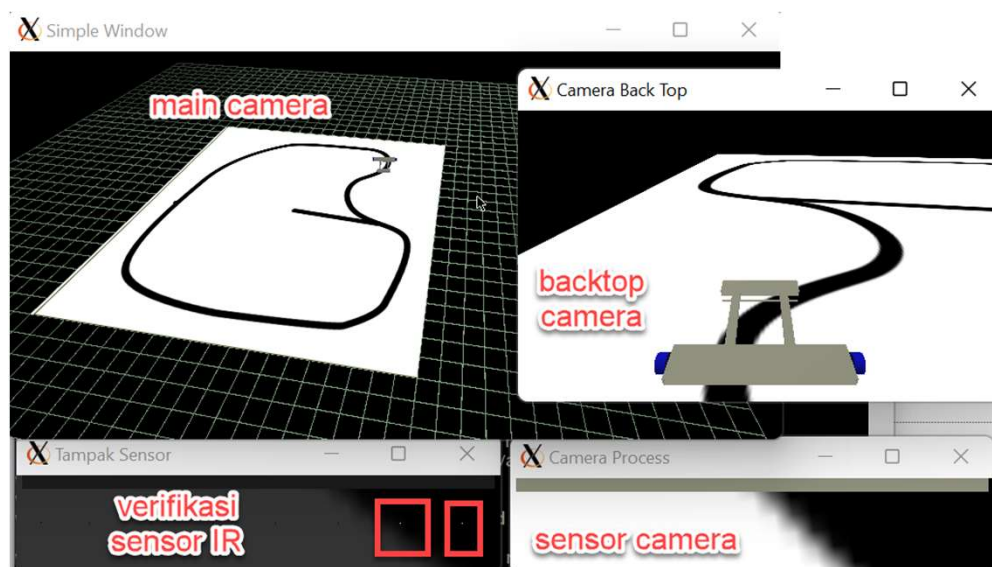 Simple Window
main camera
Camera Back Top
backtop
camera
Tampak Sensor
verifikasi
sensor IR
Camera Process
sensor camera